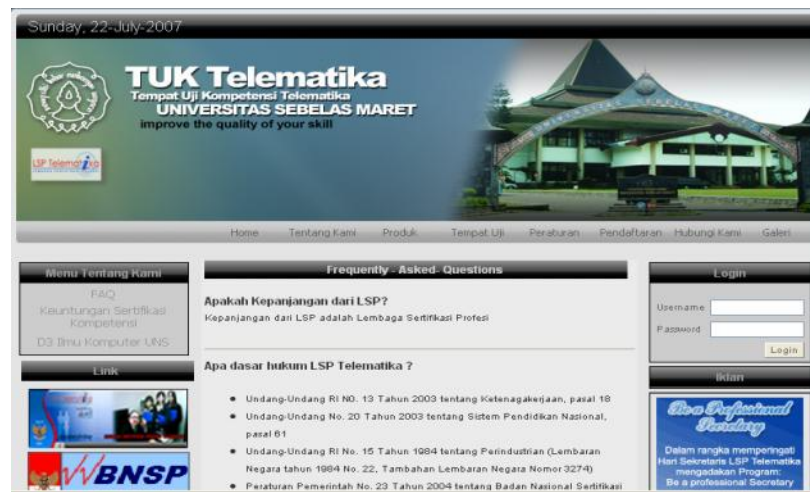 Sunday, 22-July-2007
TUK Telematika
Tempat Uji Kompetensi Telematika
UNIVERSITAS SEBELAS MARET
improve the quality of your skill
LSP Telematika
UNIVERSITAS SEBELAS MARET
Home Tentang Kami Produk Tempat Uji Peraturan Pendaftaran Hubungi Kami Galeri
Menu Tentang Kami
FAQ
Keuntungan Sertifikasi
Kompetensi
D3 Ilmu Komputer UNS
Link
BNSP
Frequently - Asked- Questions
Apakah Kepanjangan dari LSP?
Kepanjangan dari LSP adalah Lembaga Sertifikasi Profesi
Apa dasar hukum LSP Telematika ?
Undang-Undang RI NO. 13 Tahun 2003 tentang Ketenagakerjaan, pasal 18
Undang-Undang No. 20 Tahun 2003 tentang Sistem Pendidikan Nasional,
pasal 61
Undang-Undang RI No. 15 Tahun 1984 tentang Perindustrian (Lembaran
Negara tahun 1984 No. 22, Tambahan Lembaran Negara Nomor 3274)
Peraturan Pemerintah No. 23 Tahun 2004 tentang Badan Nasional Sertifikasi
Login
Username
Password
Login
Iklan
Be a Professional
Secretary
Dalam rangka memperingati
Hari Sekretaris LSP Telematika
mengadakan Program:
Be a professional Secretary